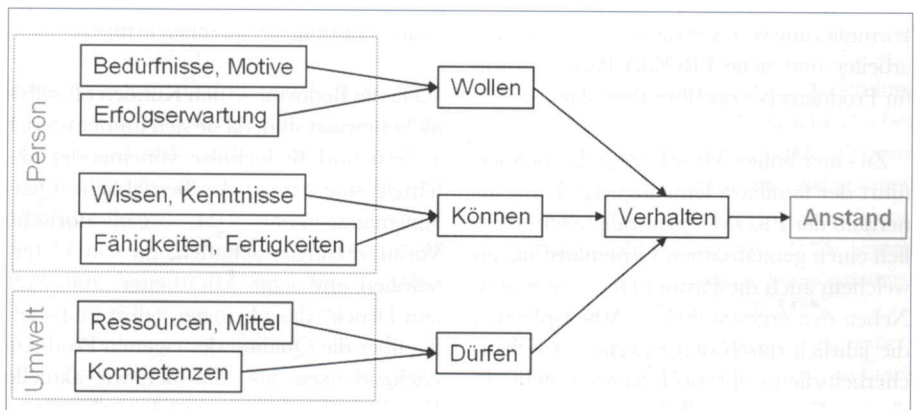 Person
Bedürfnisse, Motive
Erfolgserwartung
Wissen, Kenntnisse
Fähigkeiten, Fertigkeiten
Umwelt
Ressourcen, Mittel
Kompetenzen
Wollen
Können
Dürfen
Verhalten
Anstand